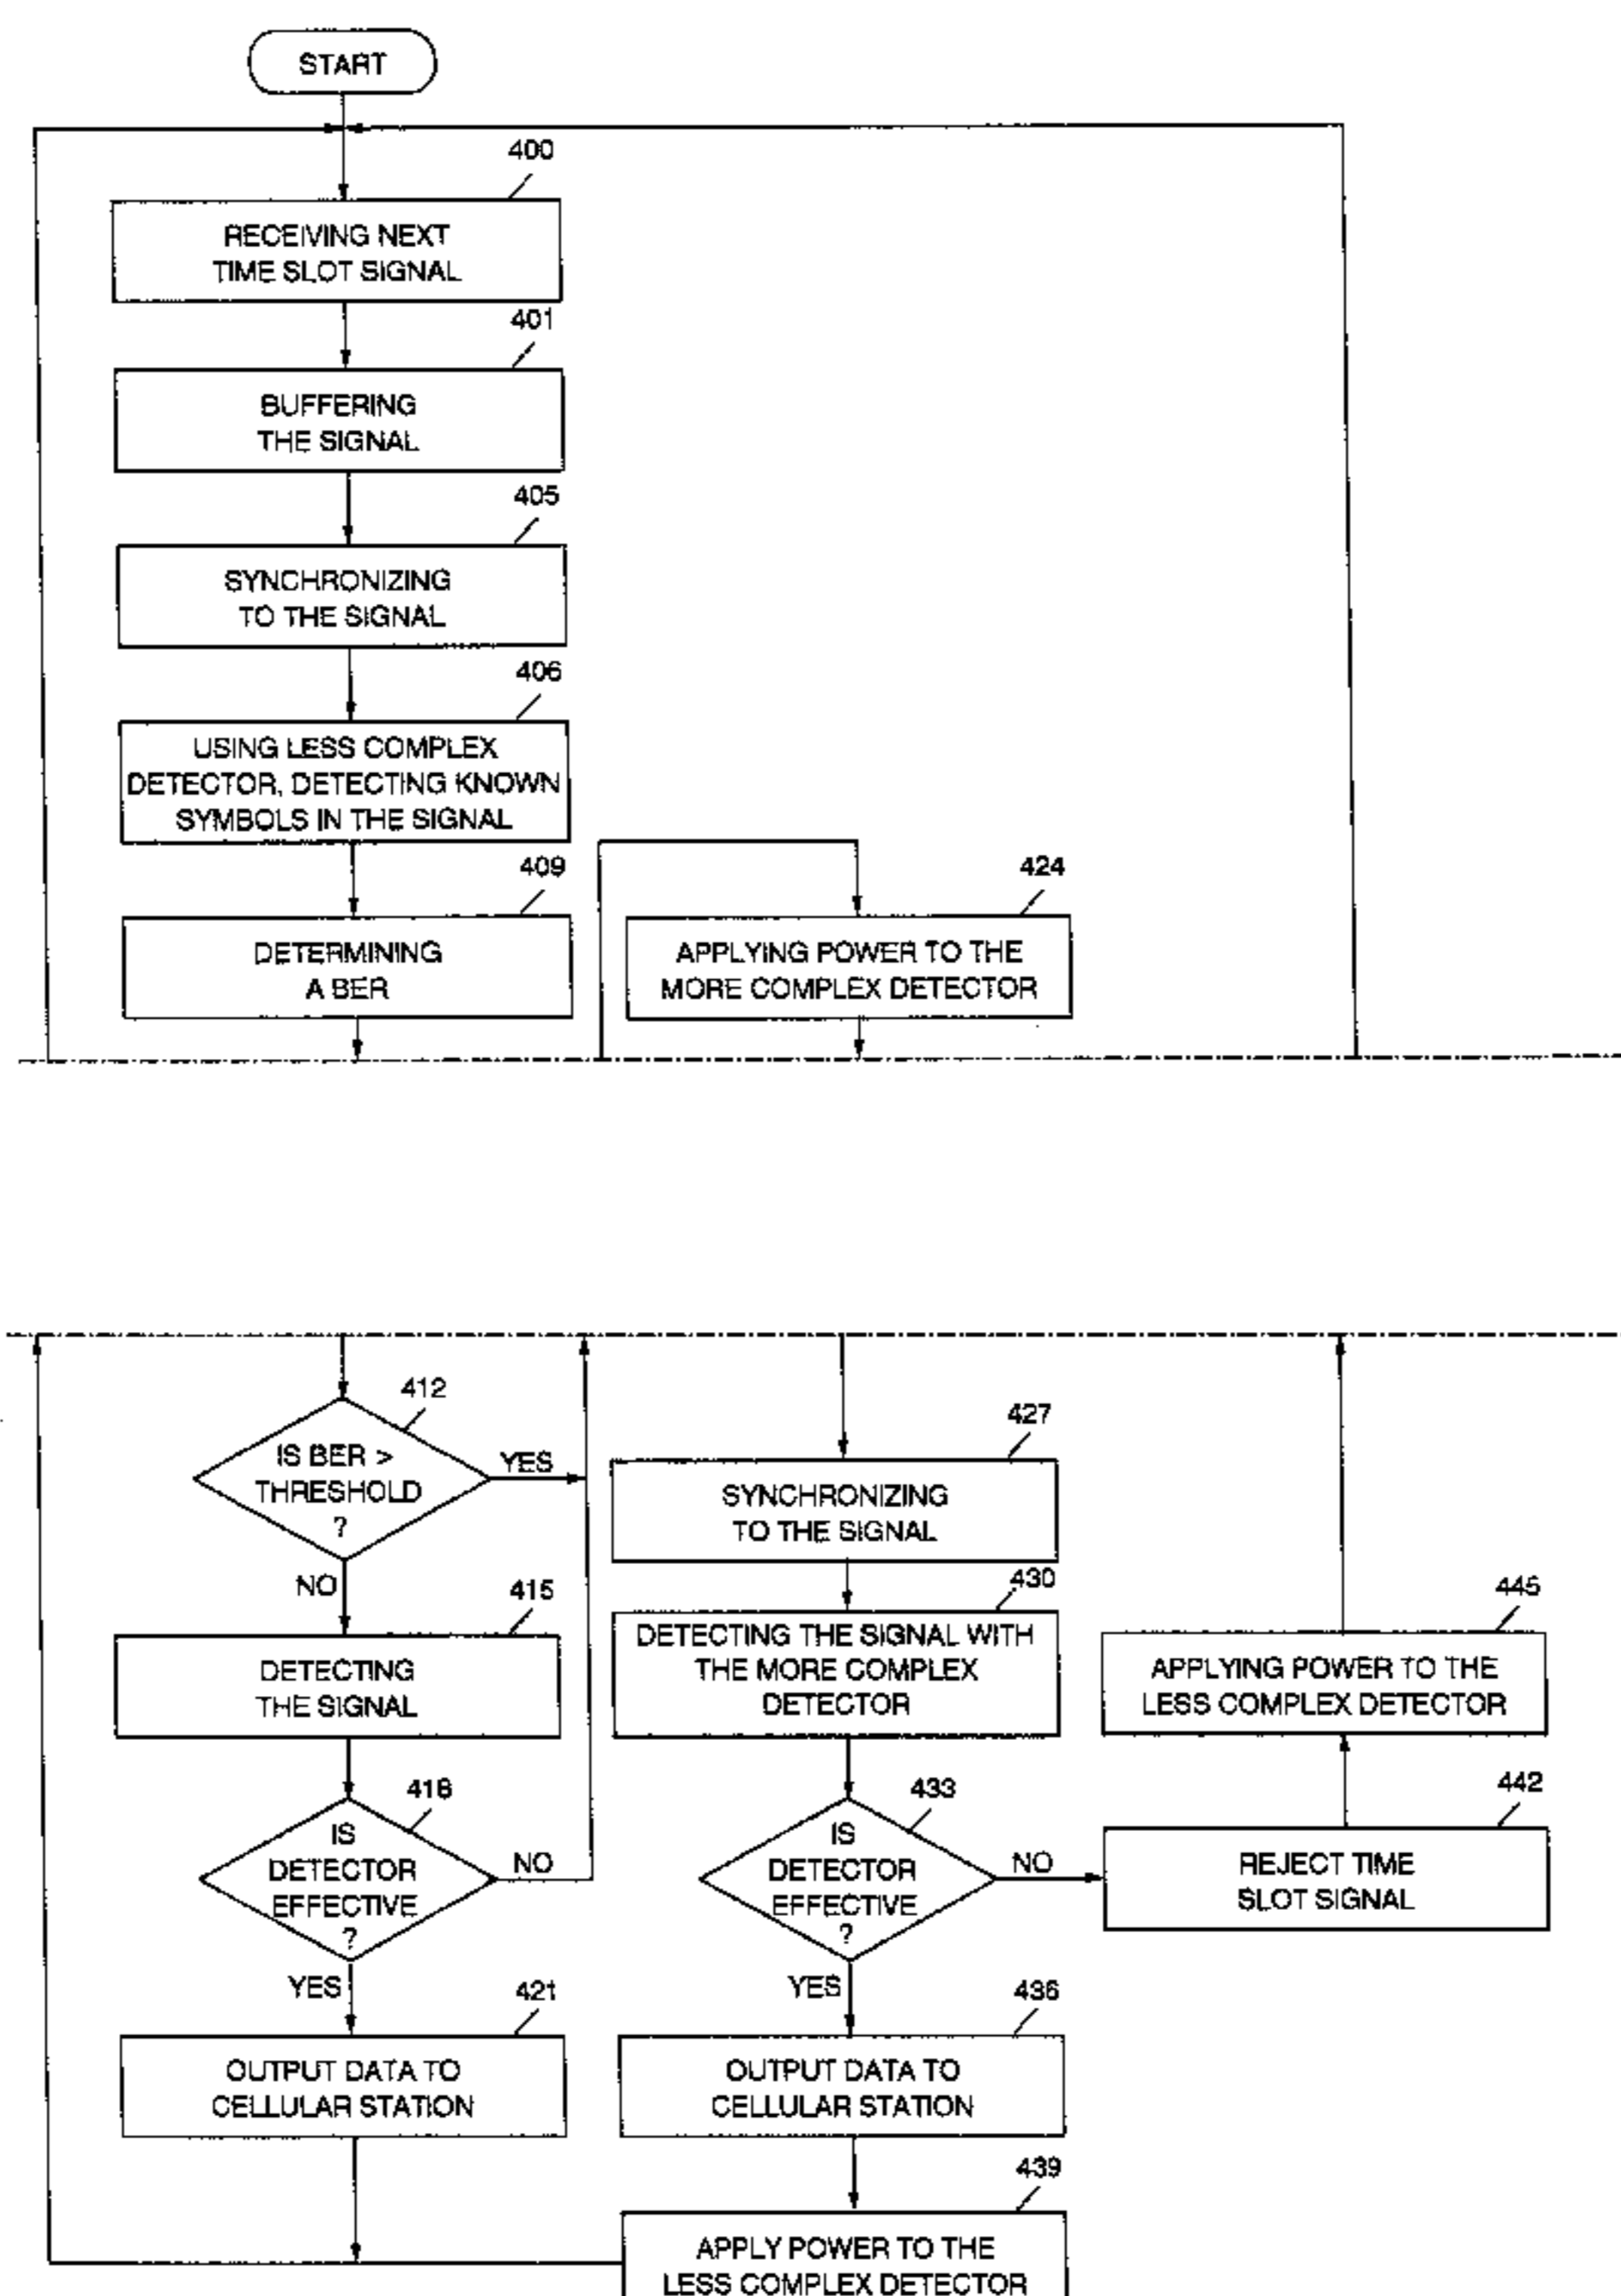 START
400
RECEIVING NEXT
TIME SLOT SIGNAL
401
BUFFERING
THE SIGNAL
405
SYNCHRONIZING
TO THE SIGNAL
406
USING LESS COMPLEX
DETECTOR, DETECTING KNOWN
SYMBOLS IN THE SIGNAL
409
DETERMINING
A BER
424
APPLYING POWER TO THE
MORE COMPLEX DETECTOR
412
IS BER >
THRESHOLD
?
YES
NO
415
DETECTING
THE SIGNAL
418
IS
DETECTOR
EFFECTIVE
?
NO
YES
421
OUTPUT DATA TO
CELLULAR STATION
427
SYNCHRONIZING
TO THE SIGNAL
430
DETECTING THE SIGNAL WITH
THE MORE COMPLEX
DETECTOR
433
IS
DETECTOR
EFFECTIVE
?
NO
YES
436
OUTPUT DATA TO
CELLULAR STATION
439
APPLY POWER TO THE
LESS COMPLEX DETECTOR
445
APPLYING POWER TO THE
LESS COMPLEX DETECTOR
442
REJECT TIME
SLOT SIGNAL